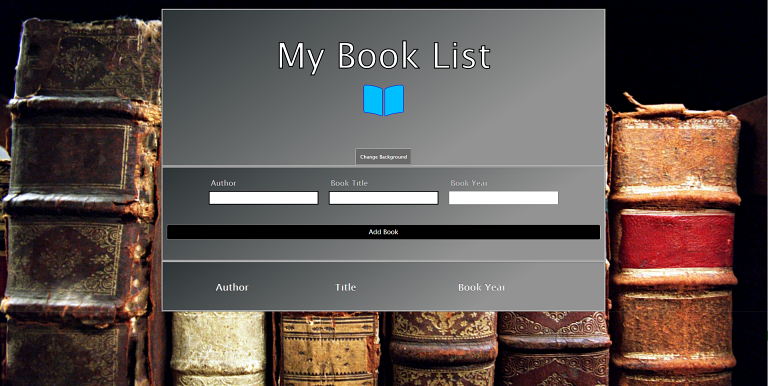 My Book List
Change Background
Author Book Title Book Year
Add Book
Author Title Book Year